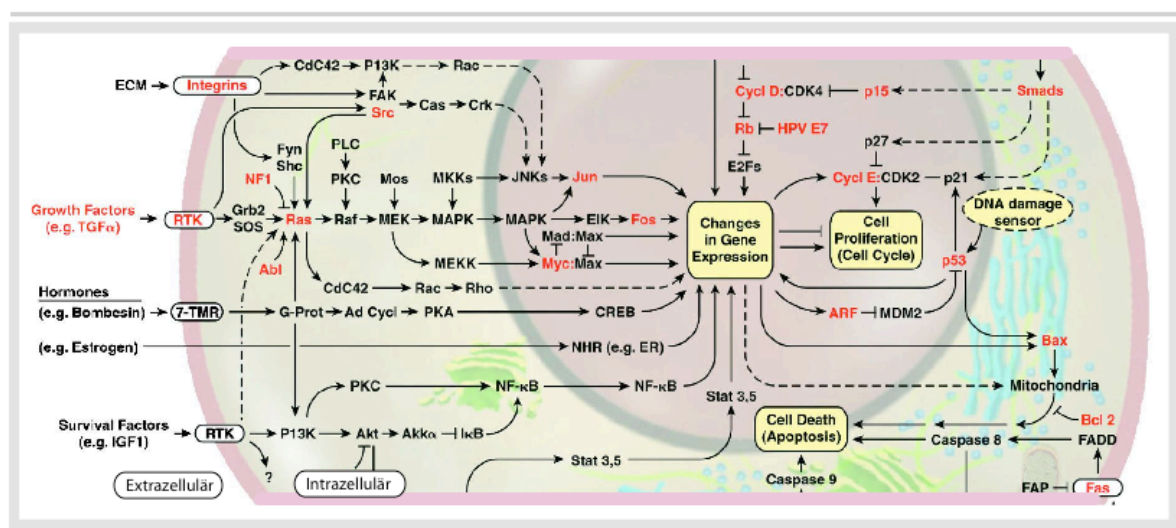 CdC42
P13K
Rac
ECM
Integrins
FAK
Src
Cas
Crk
Cycl D:CDK4
p15
Smads
Rb
HPV E7
Fyn
Shc
PLC
p27
E2Fs
NF1
PKC
Mos
MKKs
JNKs
Jun
Cycl E:CDK2
p21
Growth Factors
(e.g. TGFα)
RTK
Grb2
SOS
Ras
Raf
MEK
MAPK
MAPK
ElK
Fos
Changes
in Gene
Expression
Cell
Proliferation
(Cell Cycle)
DNA damage
sensor
Mad:Max
Abl
MEKK
Myc:Max
p53
CdC42
Rac
Rho
Hormones
(e.g. Bombesin)
7-TMR
G-Prot
Ad Cycl
PKA
CREB
ARF
MDM2
(e.g. Estrogen)
NHR (e.g. ER)
Bax
PKC
NF-κB
NF-κB
Stat 3,5
Mitochondria
Survival Factors
(e.g. IGF1)
RTK
P13K
Akt
Akkα
IκB
Cell Death
(Apoptosis)
Bcl 2
Caspase 8
FADD
Extrazellulär
?
Intrazellulär
Stat 3,5
Caspase 9
FAP
Fas